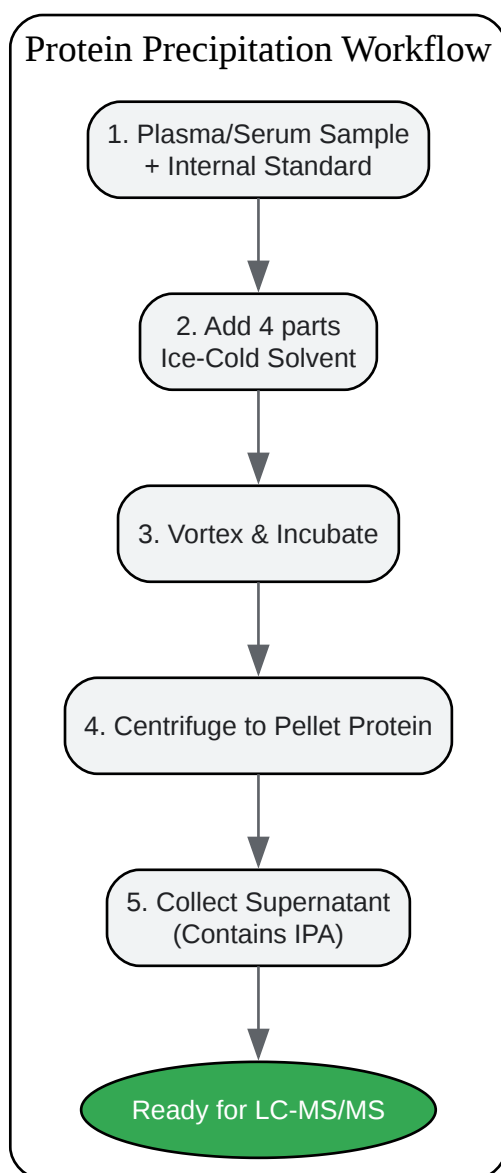 Protein Precipitation Workflow
1. Plasma/Serum Sample
+ Internal Standard
2. Add 4 parts
Ice-Cold Solvent
3. Vortex & Incubate
4. Centrifuge to Pellet Protein
5. Collect Supernatant
(Contains IPA)
Ready for LC-MS/MS